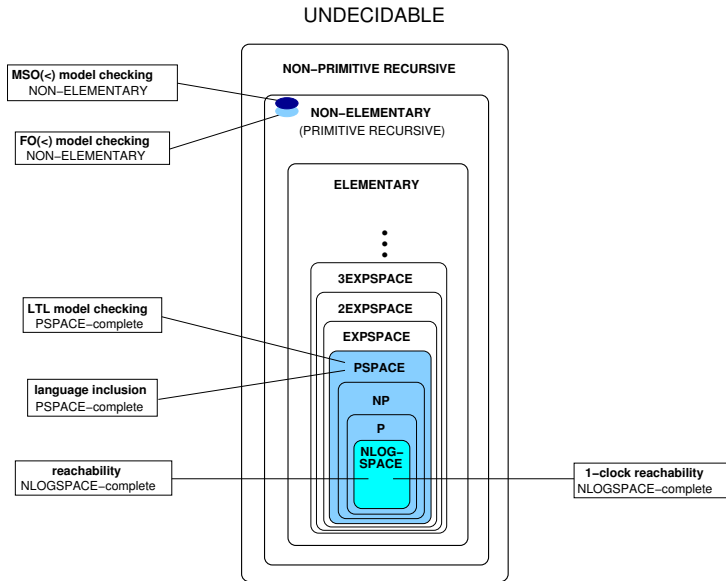 UNDECIDABLE
NON−PRIMITIVE RECURSIVE
MSO(<) model checking
NON−ELEMENTARY
NON−ELEMENTARY
(PRIMITIVE RECURSIVE)
FO(<) model checking
NON−ELEMENTARY
ELEMENTARY
3EXPSPACE
2EXPSPACE
EXPSPACE
LTL model checking
PSPACE−complete
PSPACE
language inclusion
PSPACE−complete
NP
P
NLOG−
SPACE
reachability
NLOGSPACE−complete
1−clock reachability
NLOGSPACE−complete